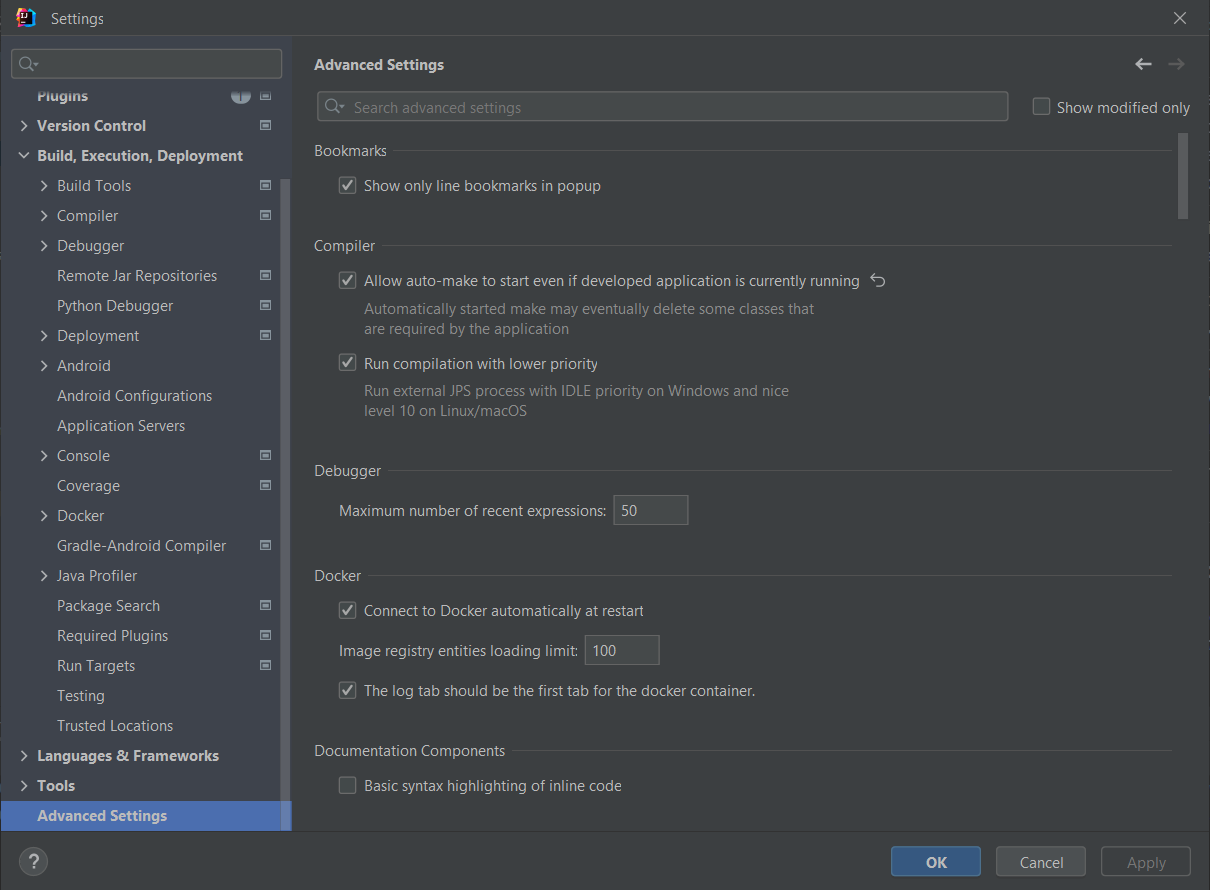 Settings
Plugins
Version Control
Build, Execution, Deployment
Build Tools
Compiler
Debugger
Remote Jar Repositories
Python Debugger
Deployment
Android
Android Configurations
Application Servers
Console
Coverage
Docker
Gradle-Android Compiler
Java Profiler
Package Search
Required Plugins
Run Targets
Testing
Trusted Locations
Languages & Frameworks
Tools
Advanced Settings
Advanced Settings
Search advanced settings
Show modified only
Bookmarks
Show only line bookmarks in popup
Compiler
Allow auto-make to start even if developed application is currently running
Automatically started make may eventually delete some classes that
are required by the application
Run compilation with lower priority
Run external JPS process with IDLE priority on Windows and nice
level 10 on Linux/macOS
Debugger
Maximum number of recent expressions: 50
Docker
Connect to Docker automatically at restart
Image registry entities loading limit: 100
The log tab should be the first tab for the docker container.
Documentation Components
Basic syntax highlighting of inline code
?
OK
Cancel
Apply